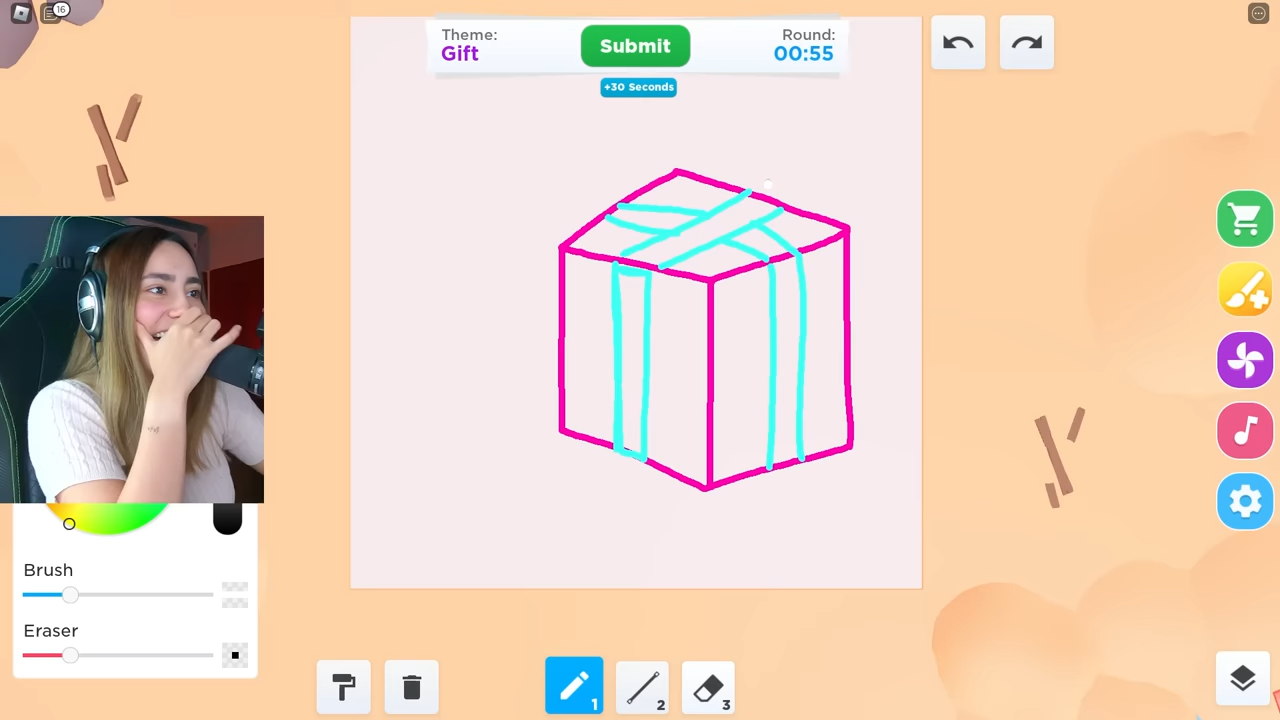 16
Theme:
Gift
Submit
Round:
00:55
+30 Seconds
Brush
Eraser
1
2
3